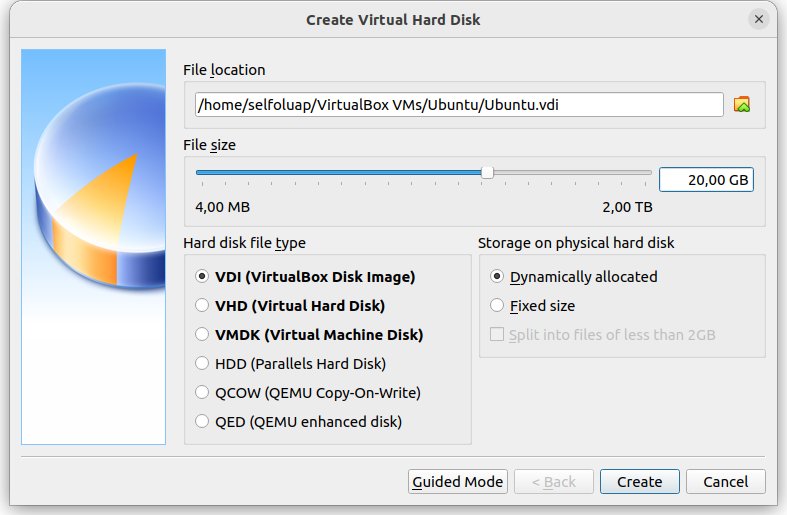 Create Virtual Hard Disk
File location
/home/selfoluap/VirtualBox VMs/Ubuntu/Ubuntu.vdi
File size
20,00 GB
4,00 MB 2,00 TB
Hard disk file type
VDI (VirtualBox Disk Image)
VHD (Virtual Hard Disk)
VMDK (Virtual Machine Disk)
HDD (Parallels Hard Disk)
QCOW (QEMU Copy-On-Write)
QED (QEMU enhanced disk)
Storage on physical hard disk
Dynamically allocated
Fixed size
Split into files of less than 2GB
Guided Mode < Back Create Cancel